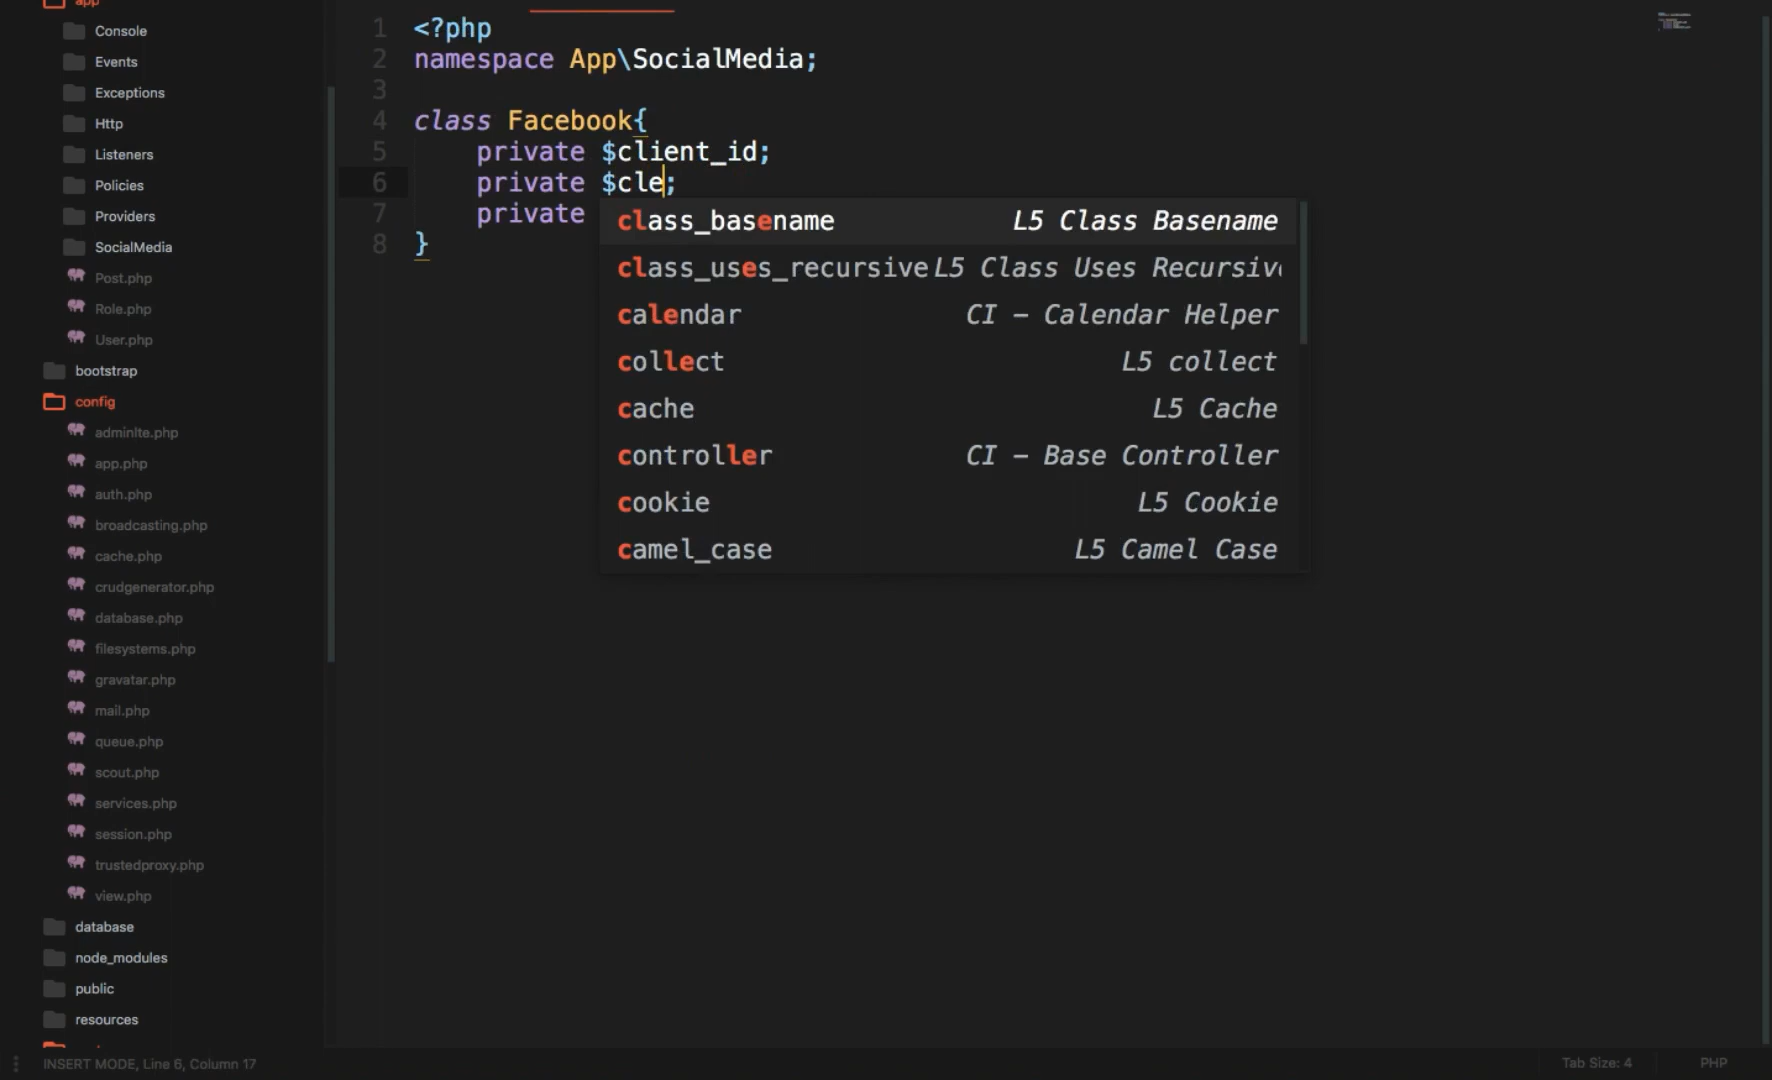 app
Console
Events
Exceptions
Http
Listeners
Policies
Providers
SocialMedia
Post.php
Role.php
User.php
bootstrap
config
adminlte.php
app.php
auth.php
broadcasting.php
cache.php
crudgenerator.php
database.php
filesystems.php
gravatar.php
mail.php
queue.php
scout.php
services.php
session.php
trustedproxy.php
view.php
database
node_modules
public
resources
1 <?php
2 namespace App\SocialMedia;
3
4 class Facebook{
5 private $client_id;
6 private $cle;
7 private
8 }
class_basename L5 Class Basename
class_uses_recursive L5 Class Uses Recursiv
calendar CI – Calendar Helper
collect L5 collect
cache L5 Cache
controller CI – Base Controller
cookie L5 Cookie
camel_case L5 Camel Case
INSERT MODE, Line 6, Column 17
Tab Size: 4
PHP